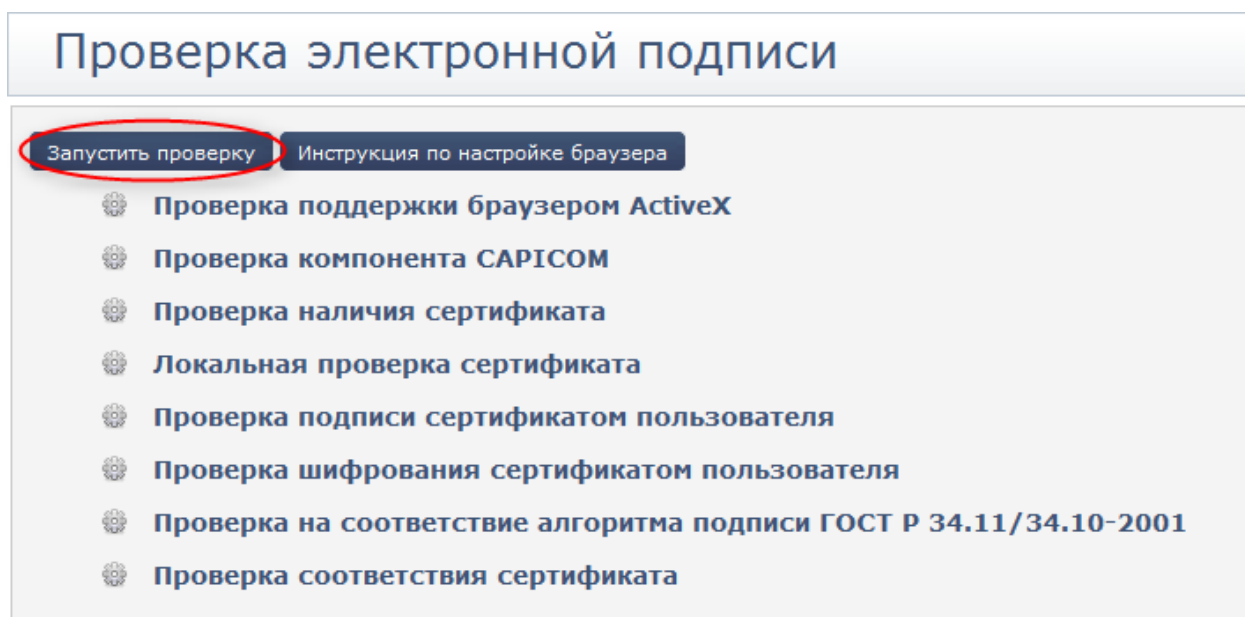 Проверка электронной подписи
Запустить проверку Инструкция по настройке браузера
Проверка поддержки браузером ActiveX
Проверка компонента CAPICOM
Проверка наличия сертификата
Локальная проверка сертификата
Проверка подписи сертификатом пользователя
Проверка шифрования сертификатом пользователя
Проверка на соответствие алгоритма подписи ГОСТ Р 34.11/34.10-2001
Проверка соответствия сертификата